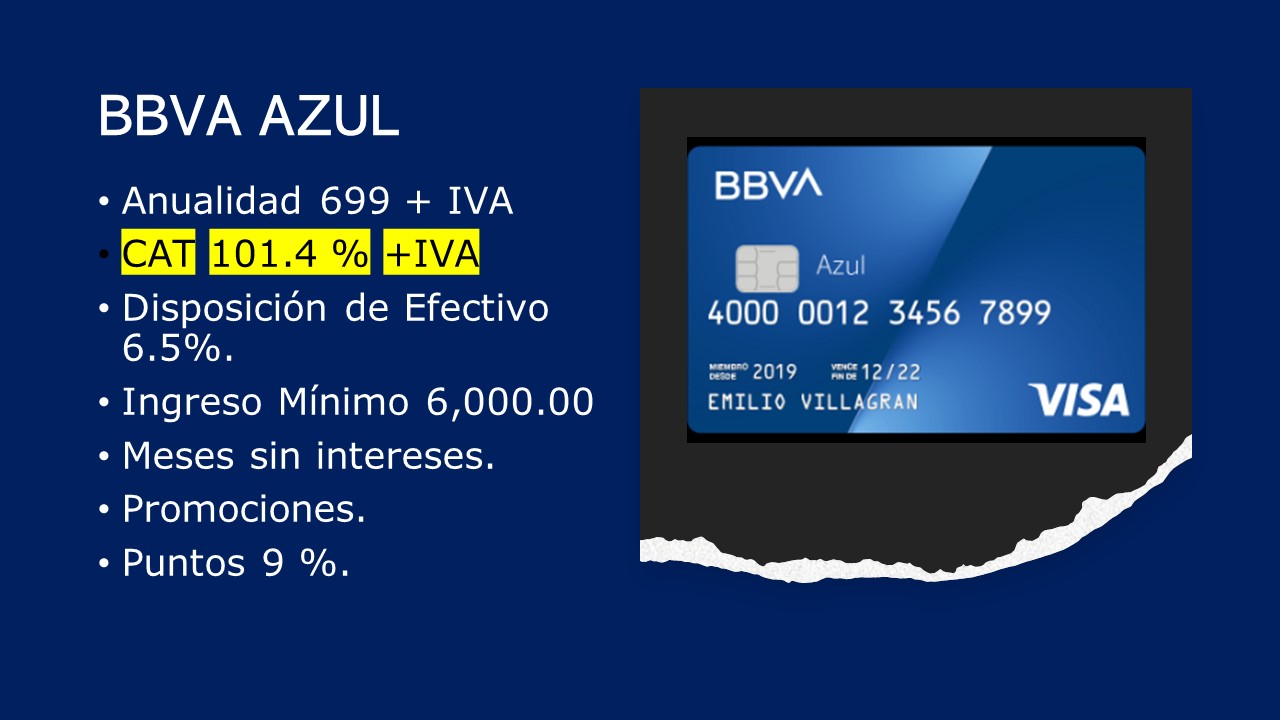 BBVA AZUL
• Anualidad 699 + IVA
• CAT 101.4 % +IVA
• Disposición de Efectivo
6.5%.
• Ingreso Mínimo 6,000.00
• Meses sin intereses.
• Promociones.
• Puntos 9 %.
BBVA
Azul
4000 0012 3456 7899
MIEMBRO DESDE 2019 VENCE FIN DE 12/22
EMILIO VILLAGRAN
VISA